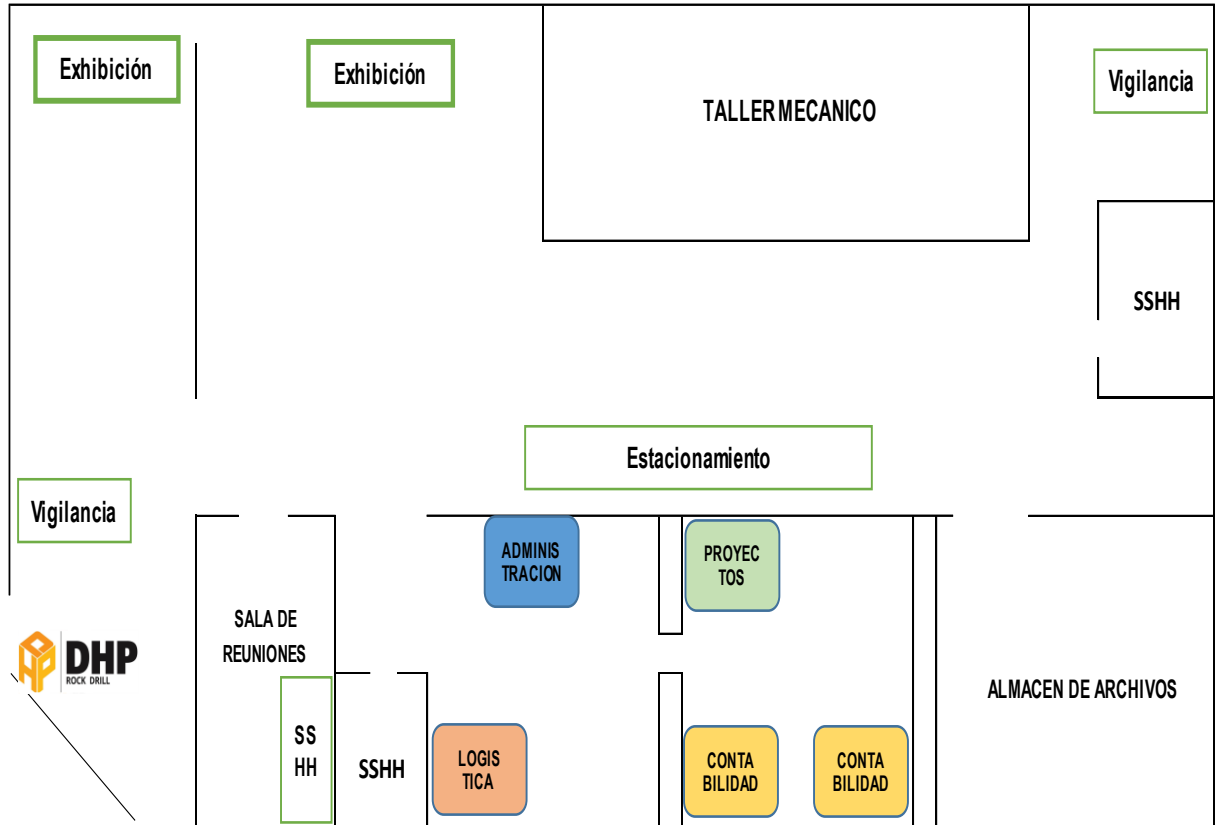 Exhibición
Exhibición
TALLER MECANICO
Vigilancia
SSHH
Estacionamiento
Vigilancia
ADMINIS
TRACION
PROYEC
TOS
SALA DE
REUNIONES
DHP
ROCK DRILL
ALMACEN DE ARCHIVOS
SS
HH
SSHH
LOGIS
TICA
CONTA
BILIDAD
CONTA
BILIDAD